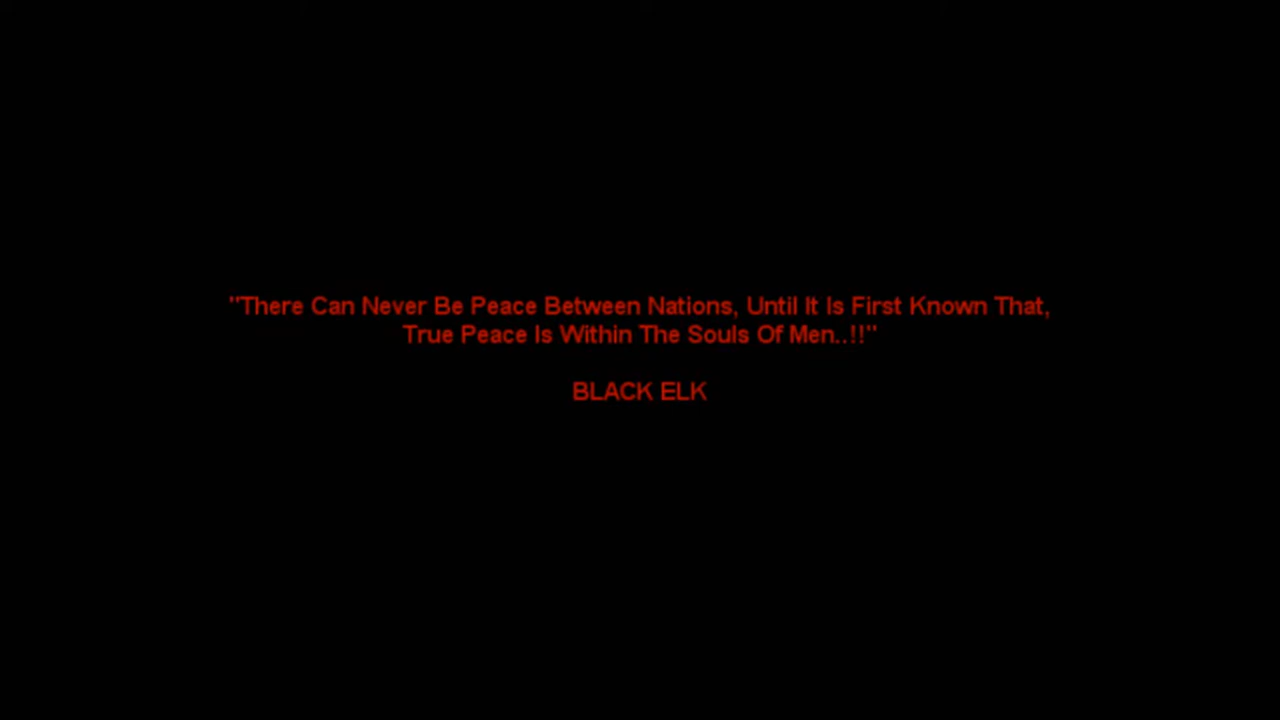 "There Can Never Be Peace Between Nations, Until It Is First Known That,
True Peace Is Within The Souls Of Men..!!"
BLACK ELK